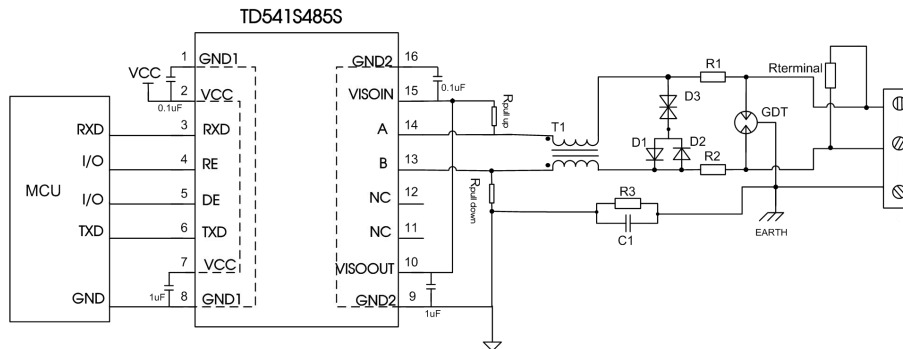 TD541S485S
1 GND1 GND2 16
VCC 0.1uF 2 VCC VISOIN 15 0.1uF
RXD 3 RXD A 14 Rpull up T1
I/O 4 RE B 13 Rpull down
MCU
I/O 5 DE NC 12
TXD 6 TXD NC 11
7 VCC VISOOUT 10
GND 1uF 8 GND1 GND2 9 1uF
R1 Rterminal
D3
GDT
D1 D2
R2
R3
C1
EARTH